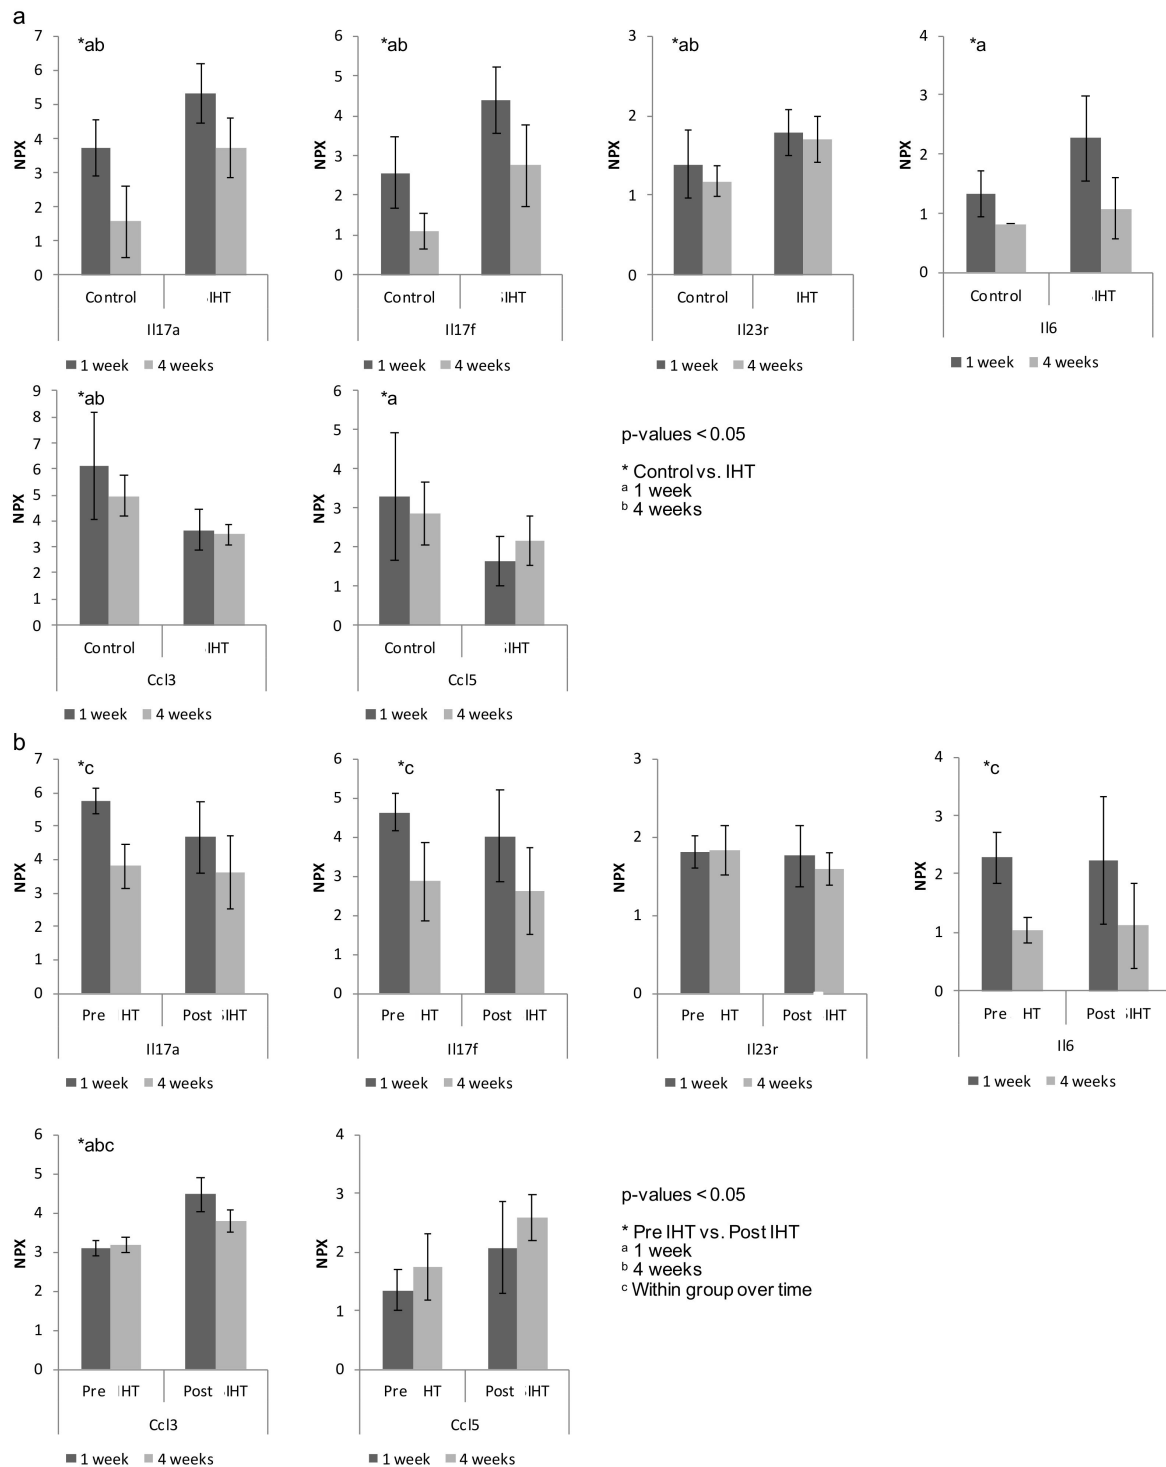 a
7
6
5
4
3
2
1
0
NPX
*ab
Control IHT
Il17a
1 week 4 weeks
6
5
4
3
2
1
0
NPX
*ab
Control IHT
Il17f
1 week 4 weeks
3
2
1
0
NPX
*ab
Control IHT
Il23r
1 week 4 weeks
4
3
2
1
0
NPX
*a
Control IHT
Il6
1 week 4 weeks
9
8
7
6
5
4
3
2
1
0
NPX
*ab
Control IHT
Ccl3
1 week 4 weeks
6
5
4
3
2
1
0
NPX
*a
Control IHT
Ccl5
1 week 4 weeks
p-values < 0.05
* Control vs. IHT
a 1 week
b 4 weeks
b
7
6
5
4
3
2
1
0
NPX
*c
Pre HT Post IHT
Il17a
1 week 4 weeks
6
5
4
3
2
1
0
NPX
*c
Pre HT Post IHT
Il17f
1 week 4 weeks
3
2
1
0
NPX
Pre HT Post IHT
Il23r
1 week 4 weeks
4
3
2
1
0
NPX
*c
Pre HT Post IHT
Il6
1 week 4 weeks
6
5
4
3
2
1
0
NPX
*abc
Pre HT Post IHT
Ccl3
1 week 4 weeks
4
3
2
1
0
NPX
Pre HT Post IHT
Ccl5
1 week 4 weeks
p-values < 0.05
* Pre IHT vs. Post IHT
a 1 week
b 4 weeks
c Within group over time